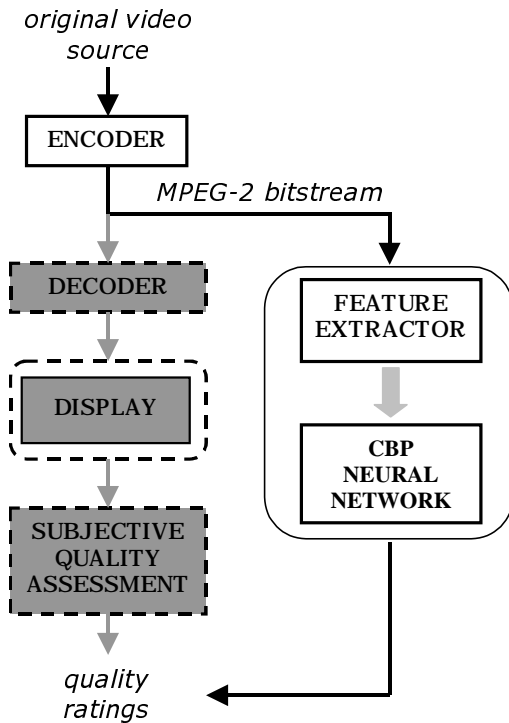 original video
source
ENCODER
MPEG-2 bitstream
DECODER
FEATURE
EXTRACTOR
DISPLAY
CBP
NEURAL
NETWORK
SUBJECTIVE
QUALITY
ASSESSMENT
quality
ratings